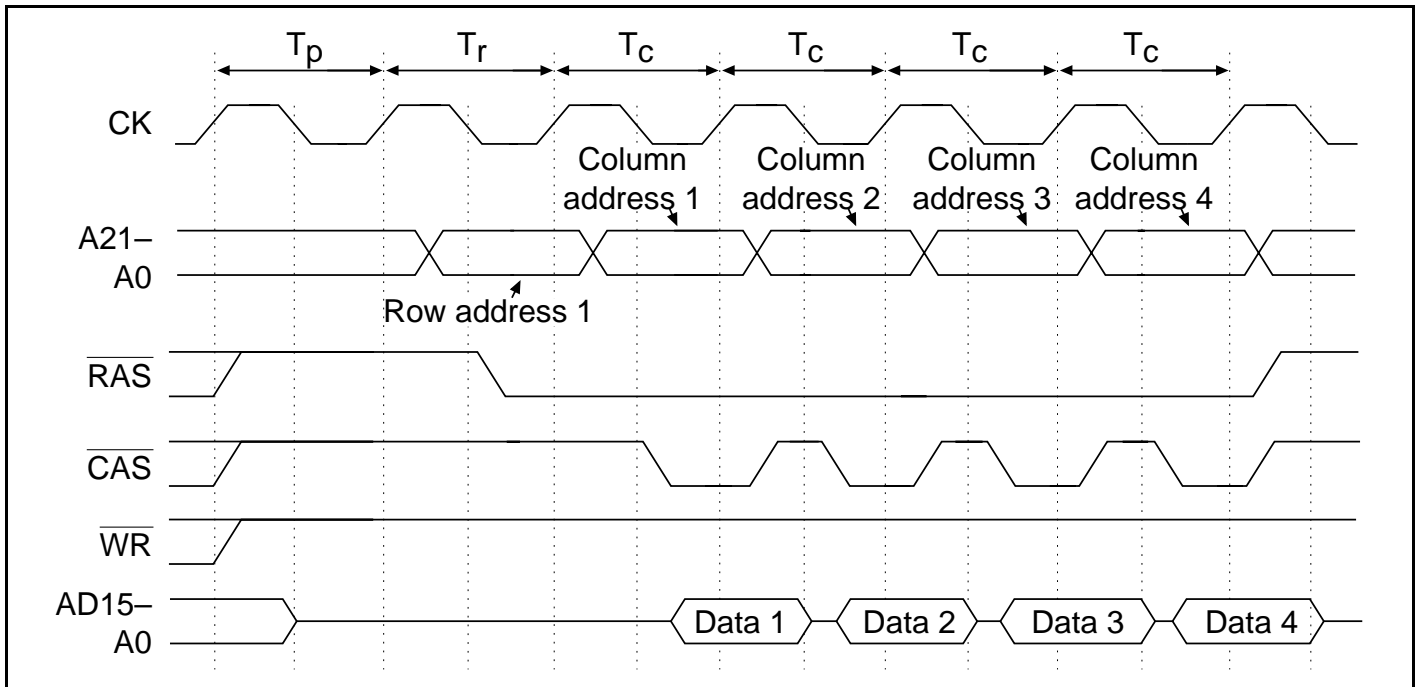 Tp Tr Tc Tc Tc Tc
CK
Column address 1
Column address 2
Column address 3
Column address 4
A21–
A0
Row address 1
RAS
CAS
WR
AD15–
A0
Data 1 Data 2 Data 3 Data 4